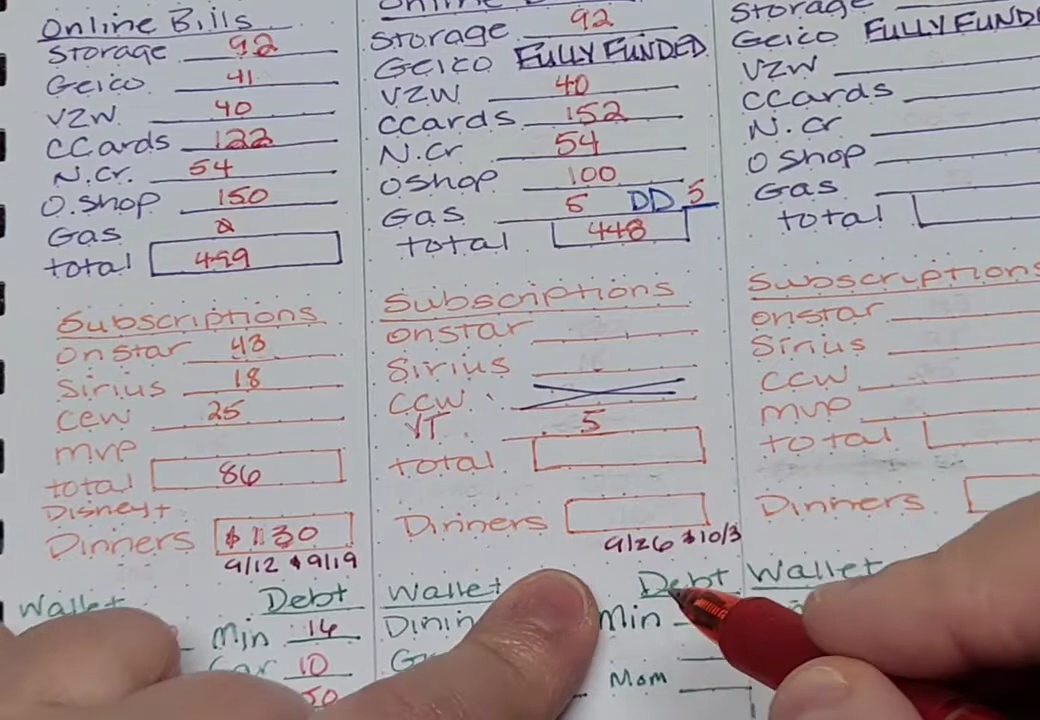 Online Bills
Storage 92
Geico 41
VZW 40
CCards 122
N.Cr. 54
O.Shop 150
Gas
total 499
Subscriptions
Onstar 43
Sirius 18
CCW 25
mvp
total 86
Disney+
Dinners $ 130
9/12 & 9/19
Wallet
Debt
Min 14
Car 10
50
Storage 92
Geico FULLY FUNDED
VZW 40
CCards 152
N.Cr 54
OShop 100
Gas 5 DD 5
total 448
Subscriptions
Onstar
Sirius
CCW
YT 5
total
Dinners
9/26 & 10/3
Wallet
Debt
Min
Mom
Storage
Geico FULLY FUND
VZW
CCards
N.Cr
O Shop
Gas
total
Subscriptions
onstar
Sirius
CCW
mvp
total
Dinners
Wallet